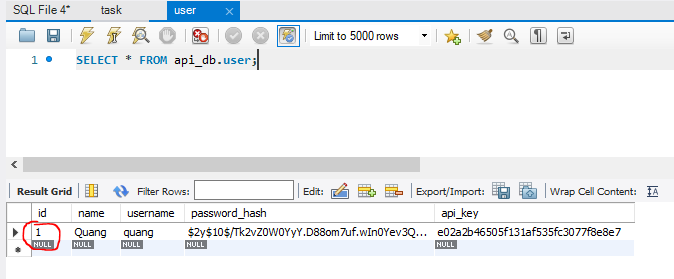 SQL File 4* task user
Limit to 5000 rows
1 SELECT * FROM api_db.user;
Result Grid Filter Rows: Edit: Export/Import: Wrap Cell Content:
id name username password_hash api_key
1 Quang quang $2y$10$/Tk2vZ0W0YyY.D88om7uf.wIn0Yev3Q... e02a2b46505f131af535fc3077f8e8e7
NULL NULL NULL NULL NULL